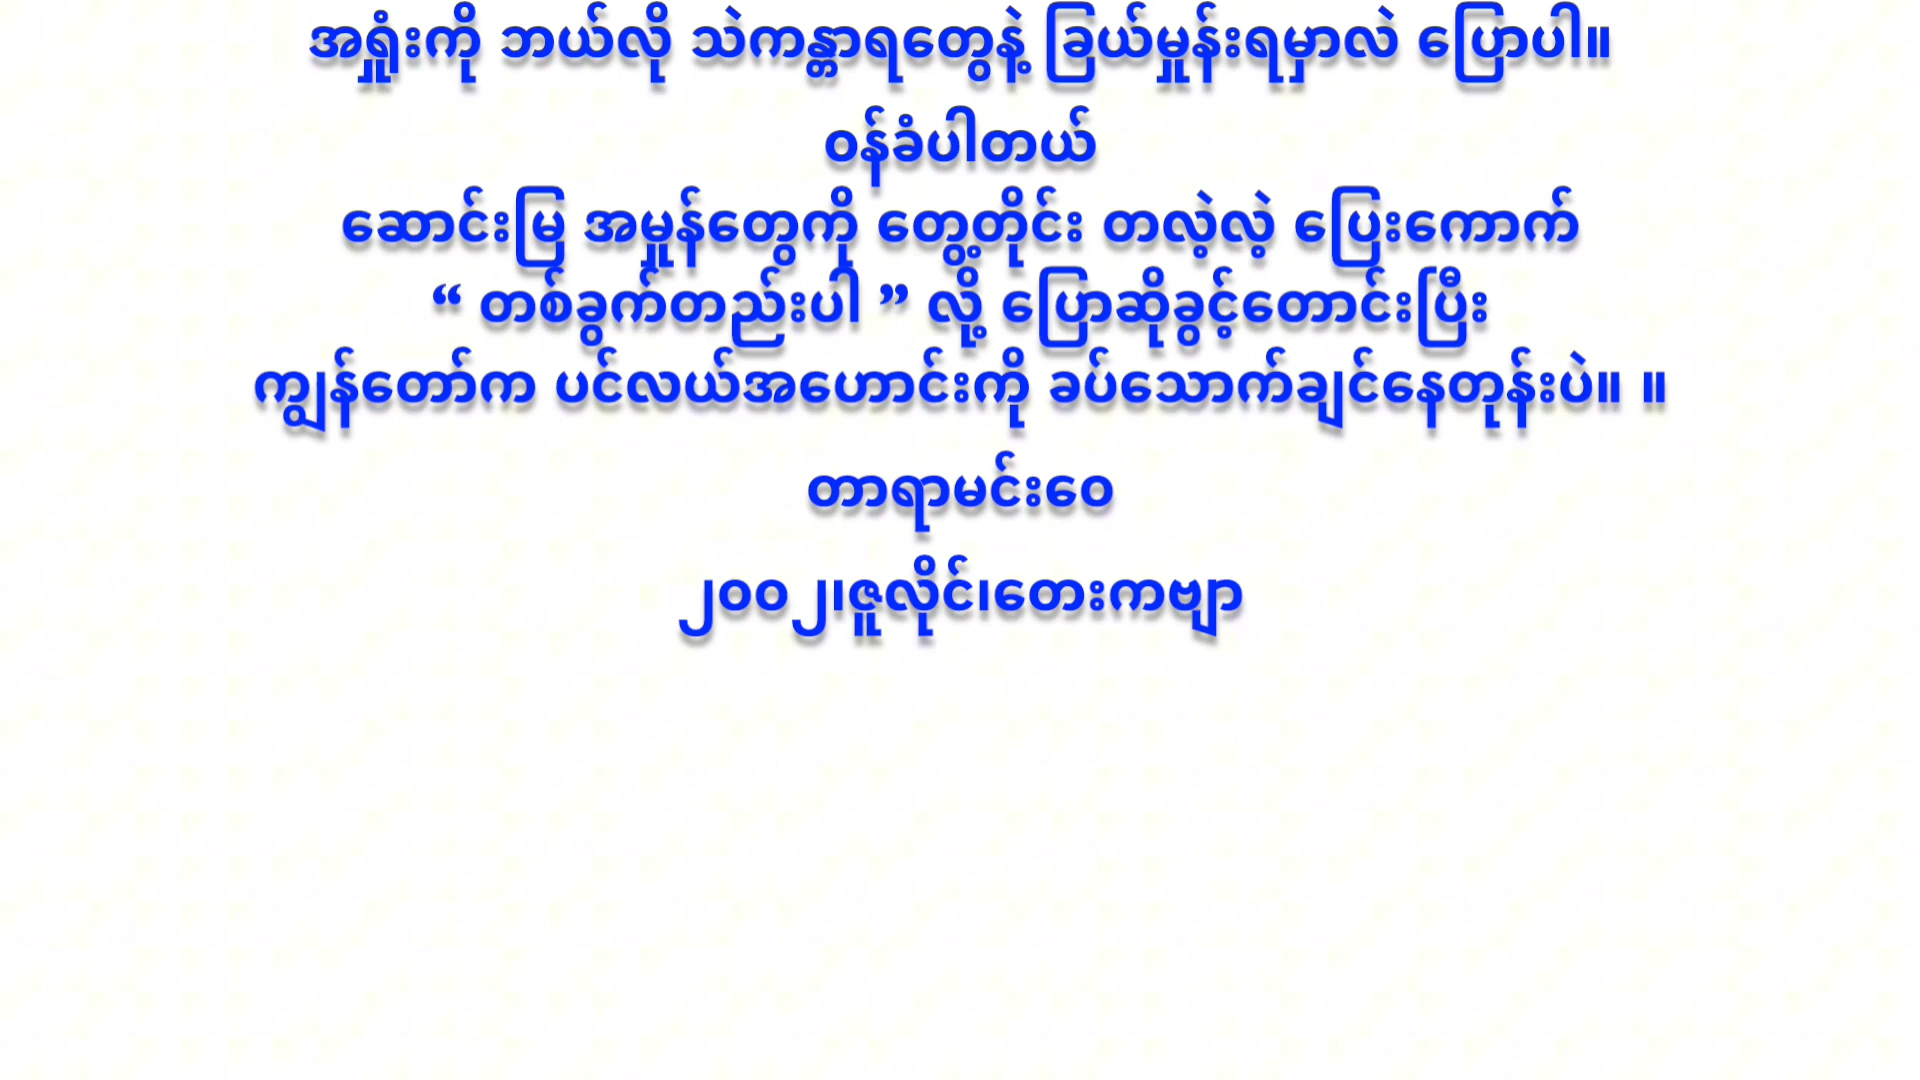 အရှုံးကို ဘယ်လို သဲကန္တာရတွေနဲ့ ခြယ်မှုန်းရမှာလဲ ပြောပါ။
ဝန်ခံပါတယ်
ဆောင်းမြ အမှုန်တွေကို တွေ့တိုင်း တလဲ့လဲ့ ပြေးကောက်
“ တစ်ခွက်တည်းပါ ” လို့ ပြောဆိုခွင့်တောင်းပြီး
ကျွန်တော်က ပင်လယ်အဟောင်းကို ခပ်သောက်ချင်နေတုန်းပဲ။ ။
တာရာမင်းဝေ
၂၀၀၂၊ဇူလိုင်၊တေးကဗျာ